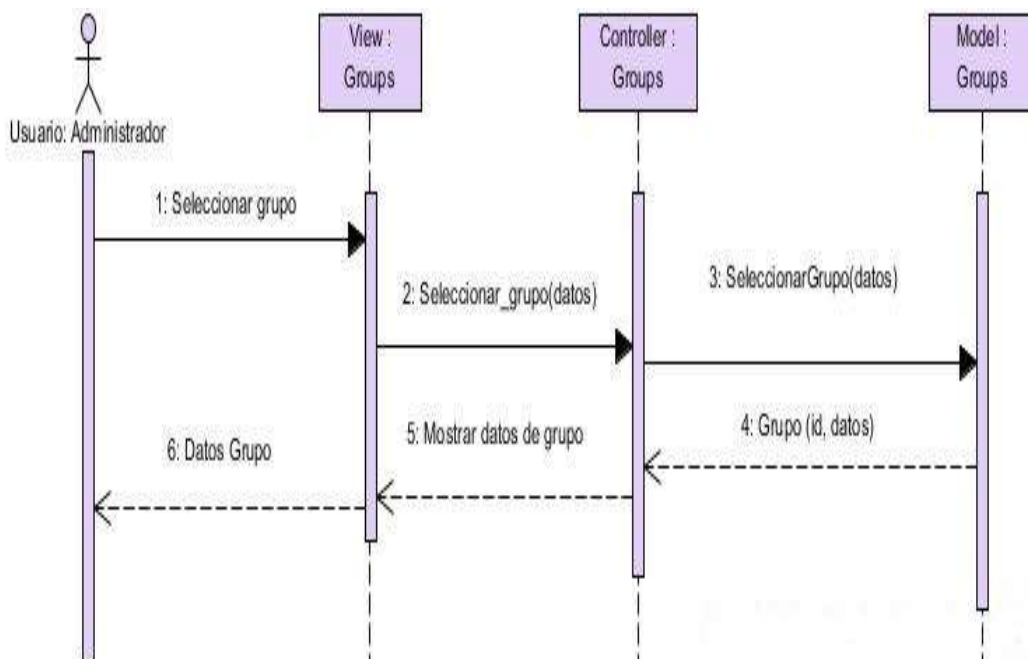 View :
Groups
Controller :
Groups
Model :
Groups
Usuario: Administrador
1: Seleccionar grupo
2: Seleccionar_grupo(datos)
3: SeleccionarGrupo(datos)
4: Grupo (id, datos)
5: Mostrar datos de grupo
6: Datos Grupo